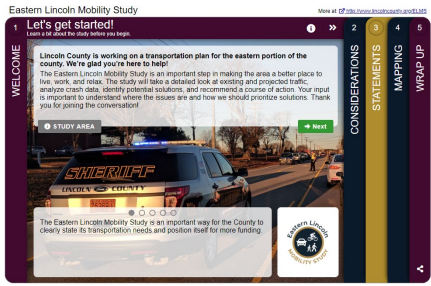 Eastern Lincoln Mobility Study
More at: http://www.lincolncounty.org/ELMS
1
Let's get started!
Learn a bit about the study before you begin.
WELCOME
Lincoln County is working on a transportation plan for the eastern portion of the
county. We're glad you're here to help!
The Eastern Lincoln Mobility Study is an important step in making the area a better place to
live, work, and relax. The study will take a detailed look at existing and projected traffic,
analyze crash data, identify potential solutions, and recommend a course of action. Your input
is important to understand where the issues are and how we should prioritize solutions. Thank
you for joining the conversation!
STUDY AREA
Next
SHERIFF
LINCOLN COUNTY
The Eastern Lincoln Mobility Study is an important way for the County to
clearly state its transportation needs and position itself for more funding.
Eastern Lincoln
MOBILITY STUDY
2
CONSIDERATIONS
3
STATEMENTS
4
MAPPING
5
WRAP UP